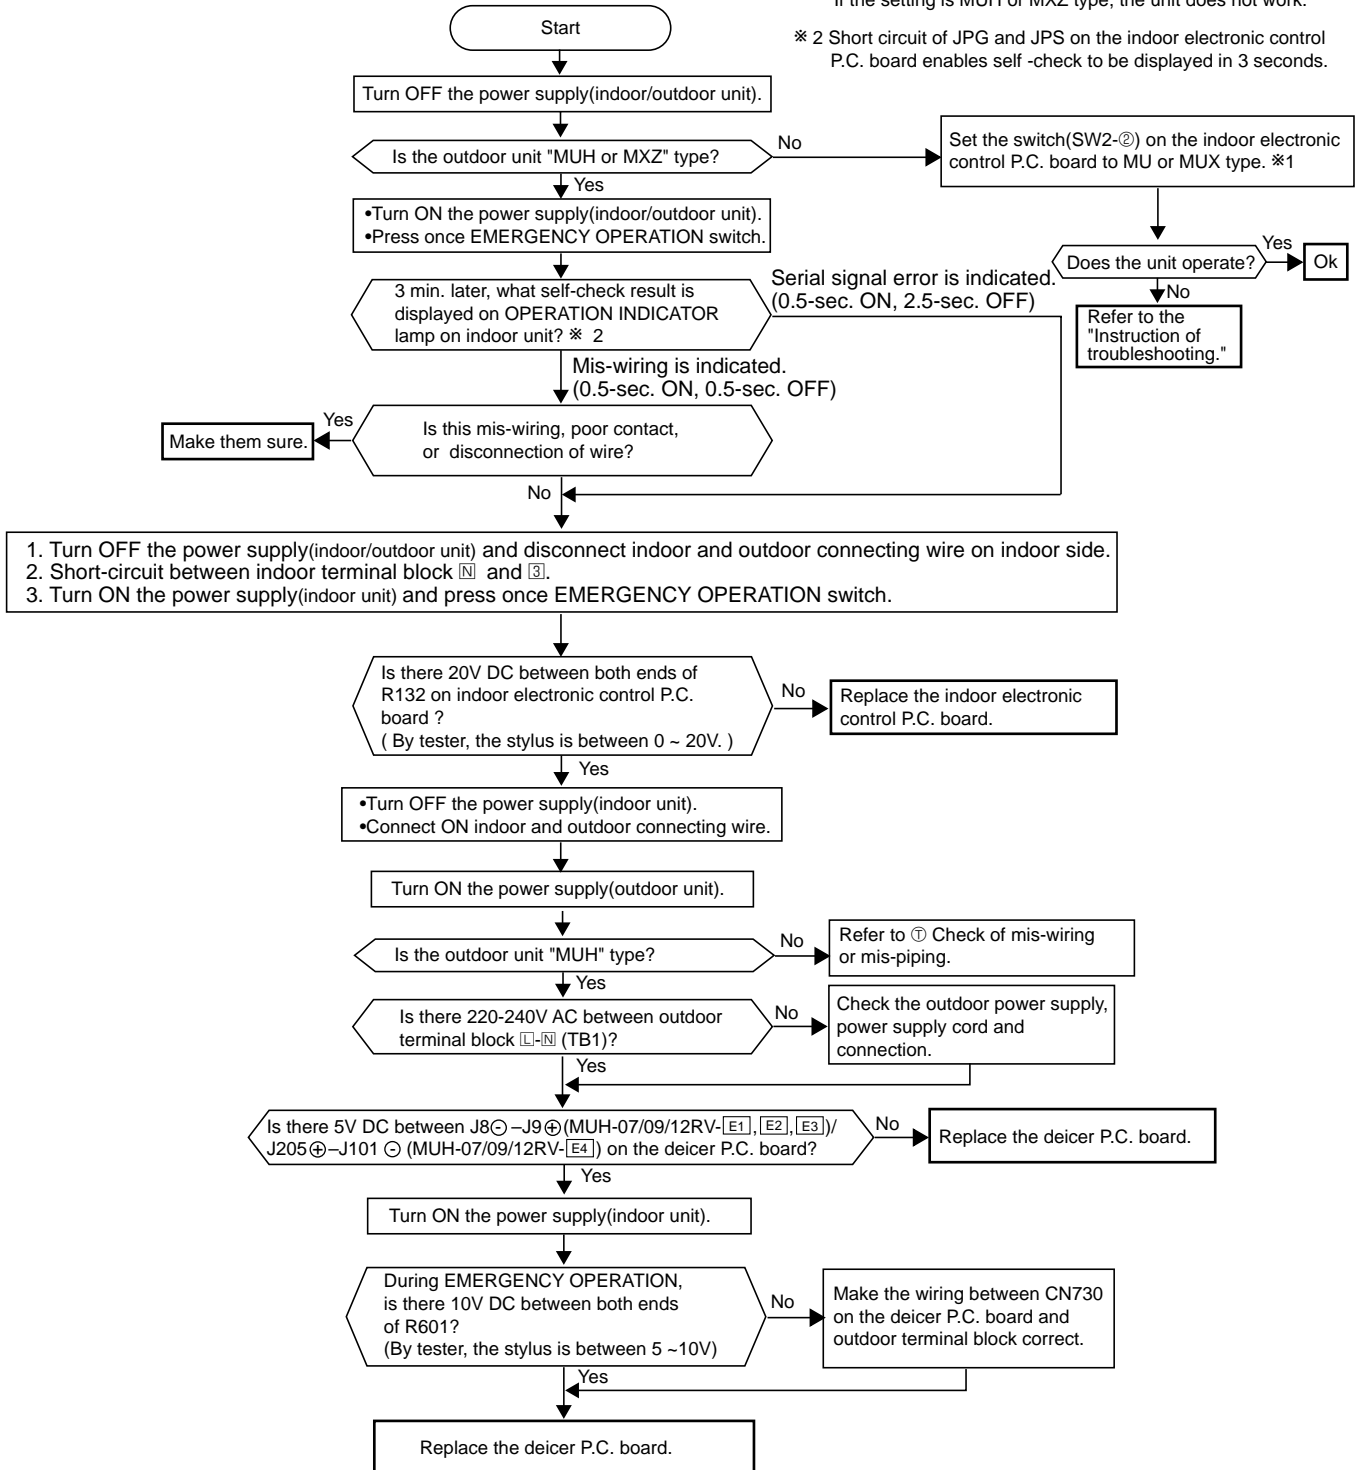 If the setting is MUH or MXZ type, the unit does not work.
Start
※ 2 Short circuit of JPG and JPS on the indoor electronic control
P.C. board enables self -check to be displayed in 3 seconds.
Turn OFF the power supply(indoor/outdoor unit).
Is the outdoor unit "MUH or MXZ" type?
No
Set the switch(SW2-②) on the indoor electronic
control P.C. board to MU or MUX type. ※1
Yes
•Turn ON the power supply(indoor/outdoor unit).
•Press once EMERGENCY OPERATION switch.
Does the unit operate?
Yes
Ok
No
Refer to the
"Instruction of
troubleshooting."
3 min. later, what self-check result is
displayed on OPERATION INDICATOR
lamp on indoor unit? ※ 2
Serial signal error is indicated.
(0.5-sec. ON, 2.5-sec. OFF)
Mis-wiring is indicated.
(0.5-sec. ON, 0.5-sec. OFF)
Is this mis-wiring, poor contact,
or disconnection of wire?
Yes
Make them sure.
No
1. Turn OFF the power supply(indoor/outdoor unit) and disconnect indoor and outdoor connecting wire on indoor side.
2. Short-circuit between indoor terminal block N and 3.
3. Turn ON the power supply(indoor unit) and press once EMERGENCY OPERATION switch.
Is there 20V DC between both ends of
R132 on indoor electronic control P.C.
board ?
( By tester, the stylus is between 0 ~ 20V. )
No
Replace the indoor electronic
control P.C. board.
Yes
•Turn OFF the power supply(indoor unit).
•Connect ON indoor and outdoor connecting wire.
Turn ON the power supply(outdoor unit).
Is the outdoor unit "MUH" type?
No
Refer to Ⓣ Check of mis-wiring
or mis-piping.
Yes
Is there 220-240V AC between outdoor
terminal block L-N (TB1)?
No
Check the outdoor power supply,
power supply cord and
connection.
Yes
Is there 5V DC between J8⊖–J9⊕(MUH-07/09/12RV-E1, E2, E3)/
J205⊕–J101 ⊖ (MUH-07/09/12RV-E4) on the deicer P.C. board?
No
Replace the deicer P.C. board.
Yes
Turn ON the power supply(indoor unit).
During EMERGENCY OPERATION,
is there 10V DC between both ends
of R601?
(By tester, the stylus is between 5 ~10V)
No
Make the wiring between CN730
on the deicer P.C. board and
outdoor terminal block correct.
Yes
Replace the deicer P.C. board.